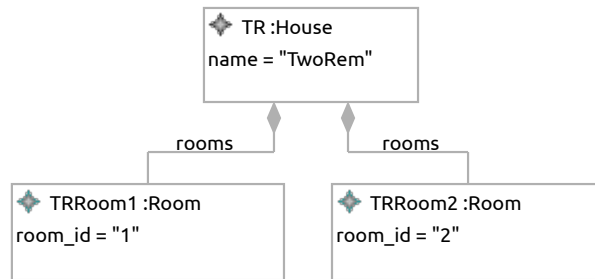 TR :House
name = "TwoRem"
rooms
rooms
TRRoom1 :Room
room_id = "1"
TRRoom2 :Room
room_id = "2"